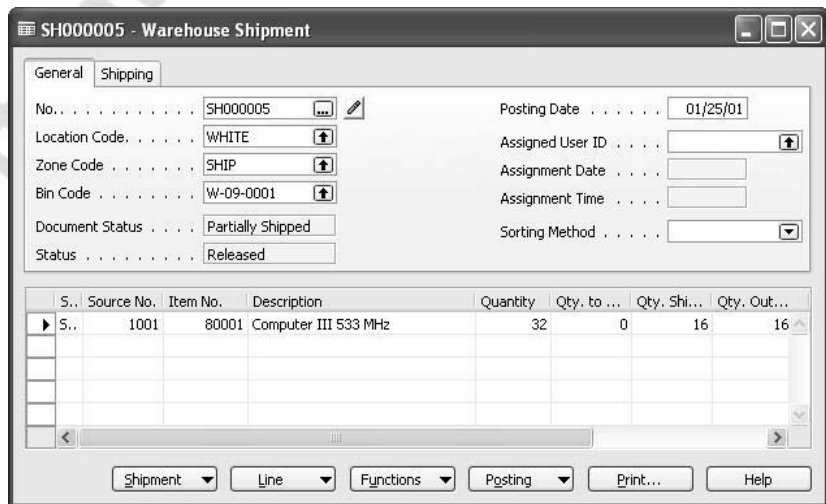 SH000005 - Warehouse Shipment
General Shipping
No. . . . . . . . . . . . SH000005
Location Code. . . . . . WHITE
Zone Code . . . . . . . SHIP
Bin Code . . . . . . . . W-09-0001
Document Status . . . . Partially Shipped
Status . . . . . . . . . Released
Posting Date . . . . . . 01/25/01
Assigned User ID . . . .
Assignment Date . . . .
Assignment Time . . . .
Sorting Method . . . . .
S.. Source No. Item No. Description Quantity Qty. to ... Qty. Shi... Qty. Out...
S.. 1001 80001 Computer III 533 MHz 32 0 16 16
Shipment Line Functions Posting Print... Help